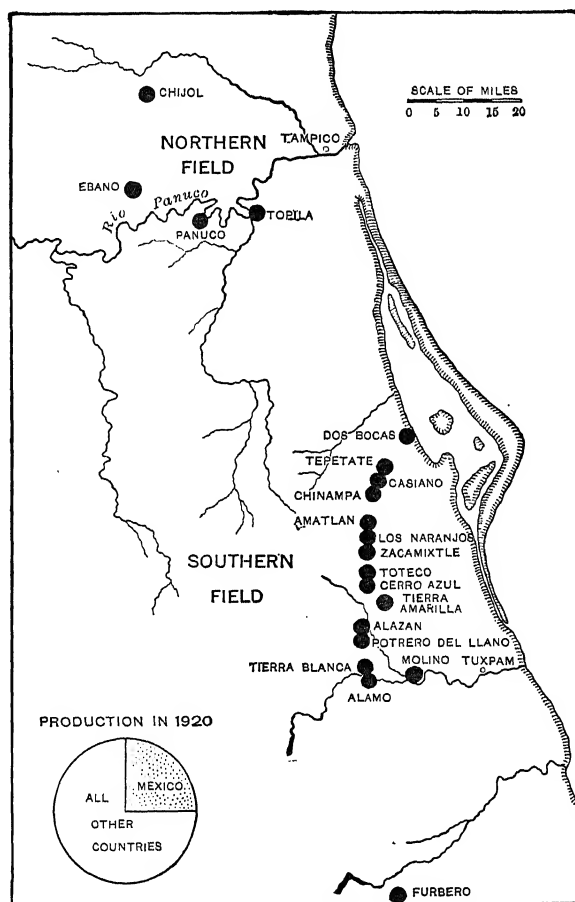 CHIJOL
SCALE OF MILES
0 5 10 15 20
NORTHERN
FIELD
TAMPICO
EBANO
Rio Panuco
PANUCO
TOPILA
DOS BOCAS
TEPETATE
CASIANO
CHINAMPA
AMATLAN
LOS NARANJOS
ZACAMIXTLE
SOUTHERN
FIELD
TOTECO
CERRO AZUL
TIERRA
AMARILLA
ALAZAN
POTRERO DEL LLANO
TIERRA BLANCA
MOLINO
TUXPAM
ALAMO
PRODUCTION IN 1920
MEXICO
ALL
OTHER
COUNTRIES
FURBERO